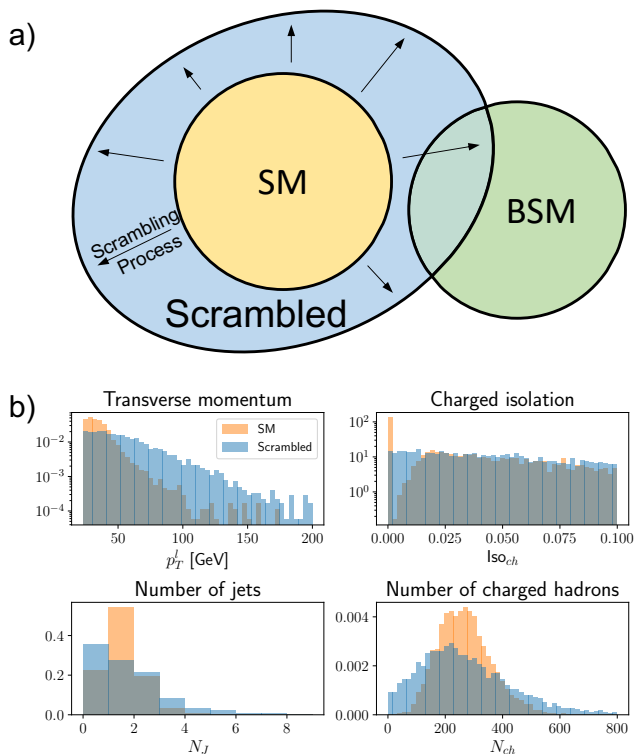 a)
SM
BSM
Scrambling
Process
Scrambled
b)
Transverse momentum
SM
Scrambled
10⁻²
10⁻³
10⁻⁴
50 100 150 200
p_T^l [GeV]
Charged isolation
10²
10¹
10⁰
0.000 0.025 0.050 0.075 0.100
Iso_ch
Number of jets
0.4
0.2
0.0
0 2 4 6 8
N_J
Number of charged hadrons
0.004
0.002
0.000
0 200 400 600 800
N_ch